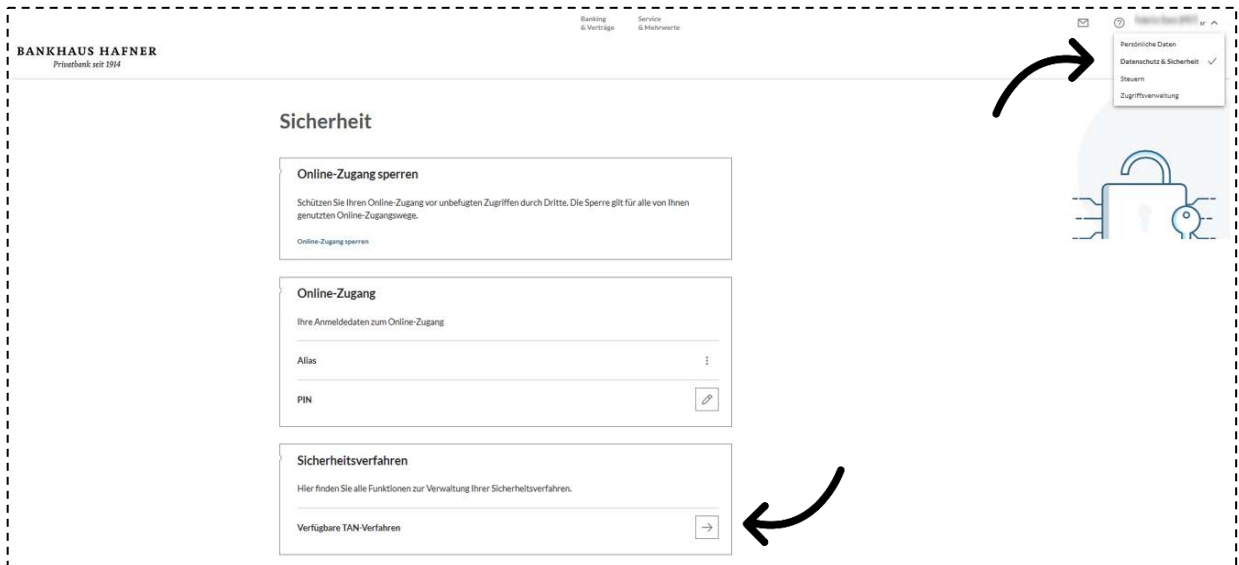 Banking
& Verträge
Service
& Mehrwerte
BANKHAUS HAFNER
Privatbank seit 1914
Persönliche Daten
Datenschutz & Sicherheit
Steuern
Zugriffsverwaltung
Sicherheit
Online-Zugang sperren
Schützen Sie Ihren Online-Zugang vor unbefugten Zugriffen durch Dritte. Die Sperre gilt für alle von Ihnen
genutzten Online-Zugangswege.
Online-Zugang sperren
Online-Zugang
Ihre Anmeldedaten zum Online-Zugang
Alias
PIN
Sicherheitsverfahren
Hier finden Sie alle Funktionen zur Verwaltung Ihrer Sicherheitsverfahren.
Verfügbare TAN-Verfahren